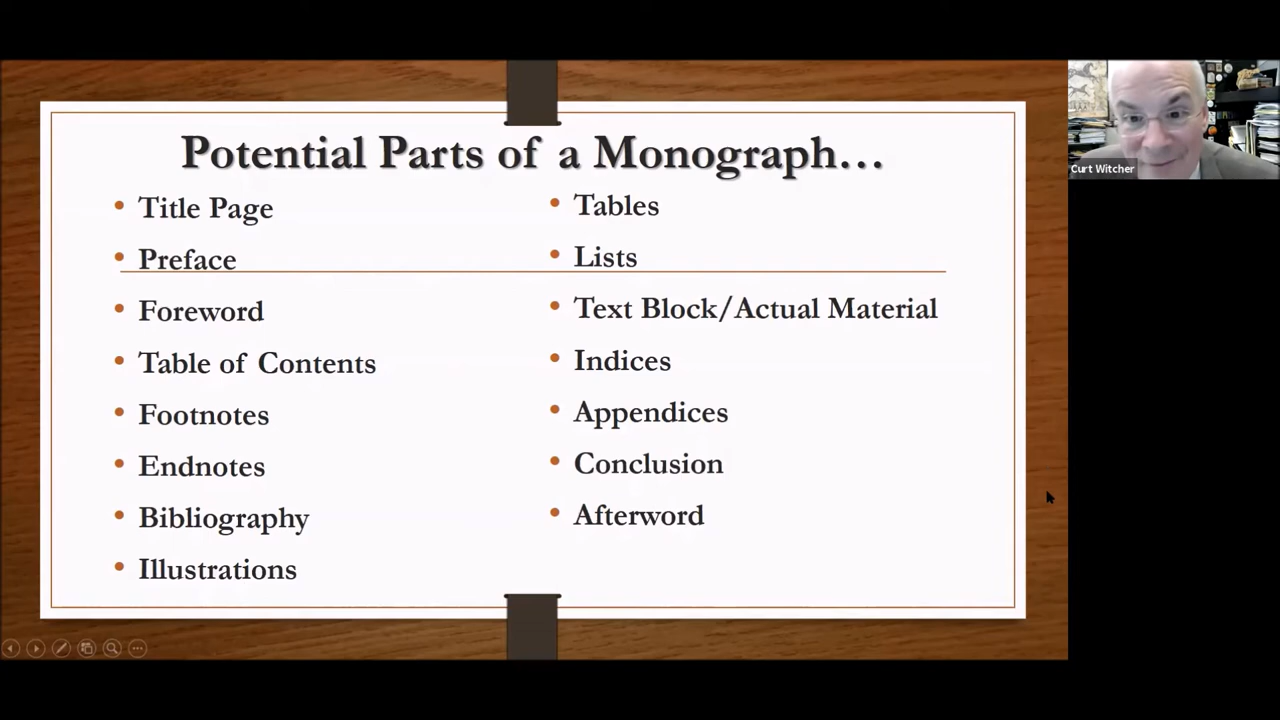 Potential Parts of a Monograph…
Title Page
Preface
Foreword
Table of Contents
Footnotes
Endnotes
Bibliography
Illustrations
Tables
Lists
Text Block/Actual Material
Indices
Appendices
Conclusion
Afterword
Curt Witcher